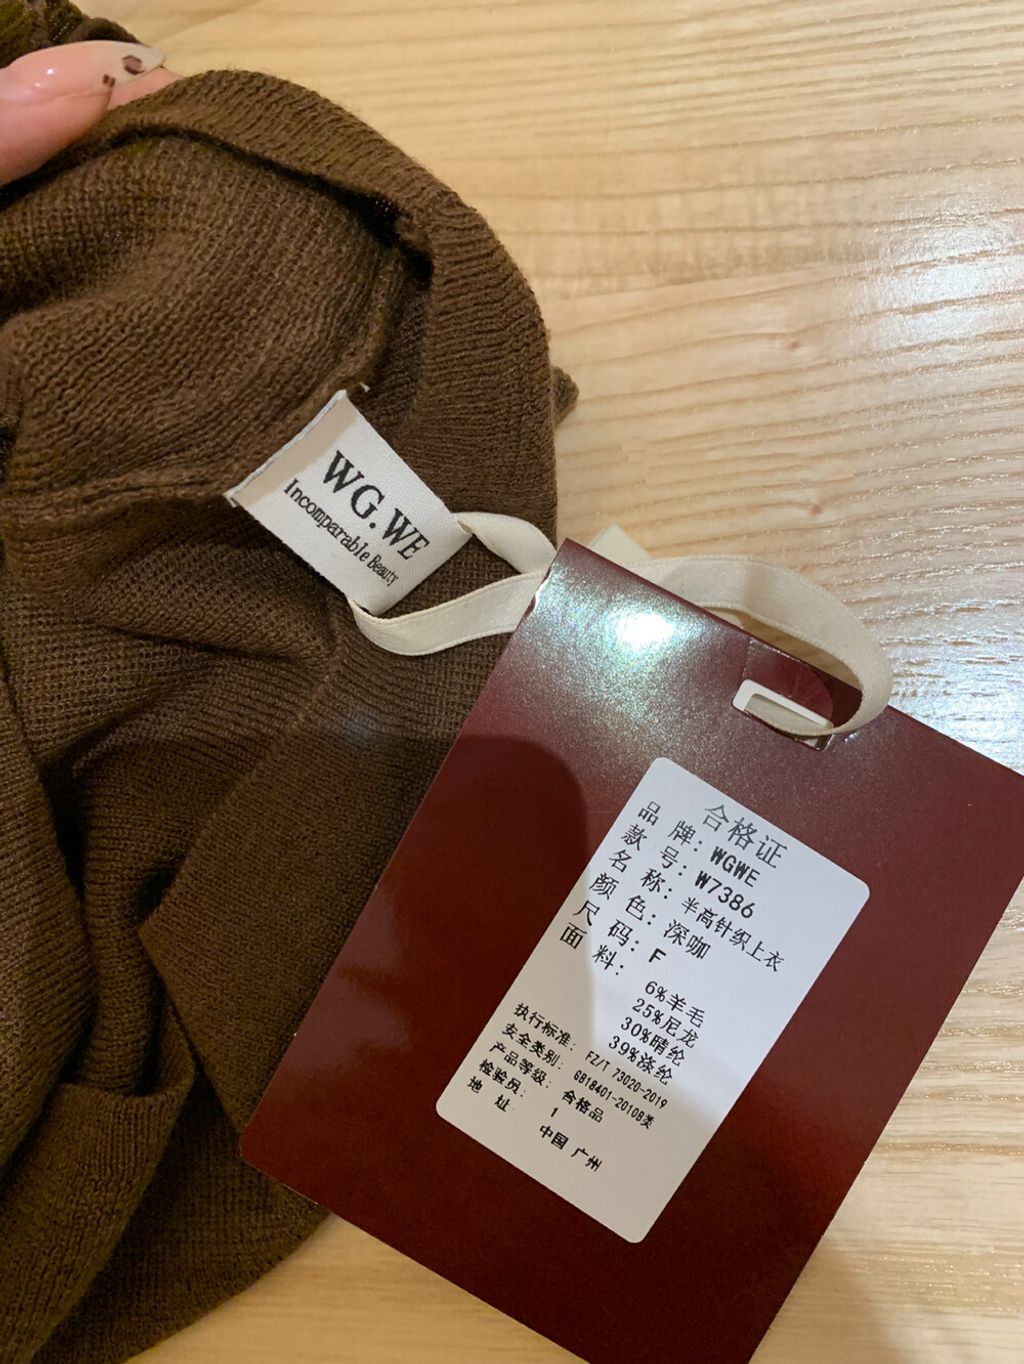 WG.WE
Incomparable Beauty
合格证
品 牌: WGWE
款 号: W7386
名 称: 半高针织上衣
颜 色: 深咖
尺 码: F
面 料:
6%羊毛
25%尼龙
30%晴纶
39%涤纶
执行标准: FZ/T 73020-2019
安全类别: GB18401-2010B类
产品等级: 合格品
检验员: 1
地 址 中国 广州